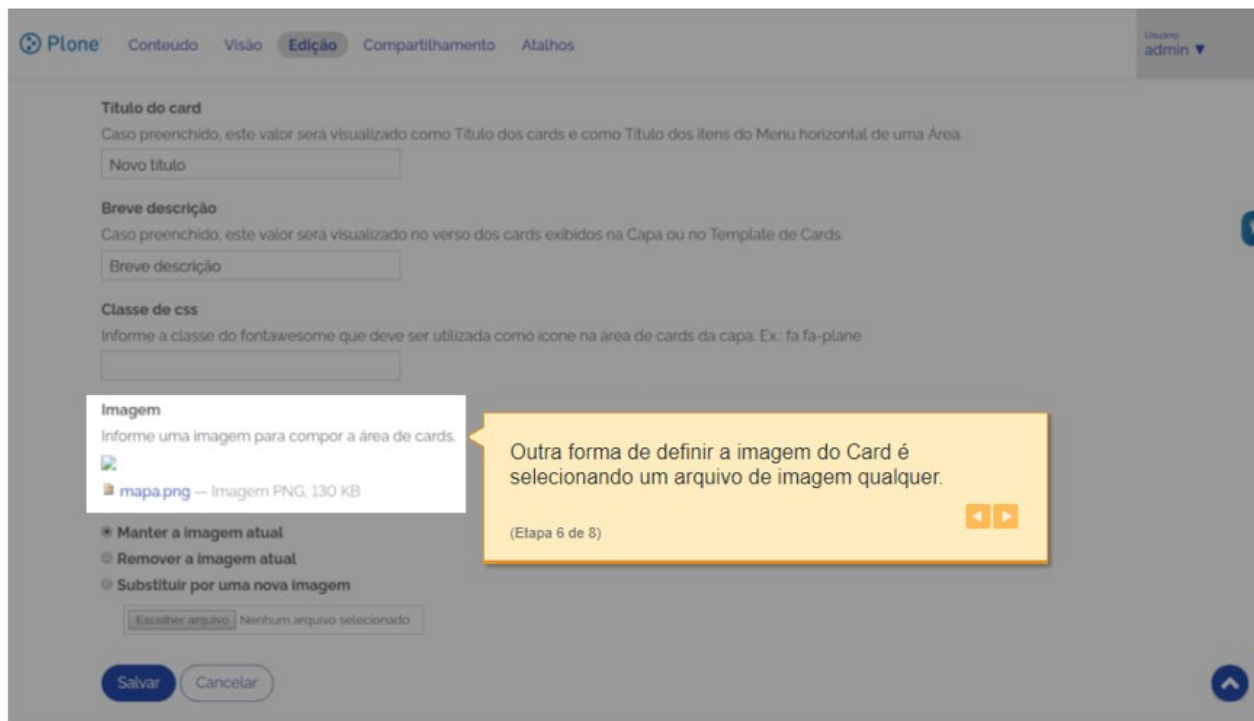 Plone Conteúdo Visão Edição Compartilhamento Atalhos
Usuário
admin ▼
Título do card
Caso preenchido, este valor será visualizado como Título dos cards e como Título dos itens do Menu horizontal de uma Área.
Novo título
Breve descrição
Caso preenchido, este valor será visualizado no verso dos cards exibidos na Capa ou no Template de Cards.
Breve descrição
Classe de css
Informe a classe do fontawesome que deve ser utilizada como icone na área de cards da capa. Ex.: fa fa-plane
Imagem
Informe uma imagem para compor a área de cards.
mapa.png — Imagem PNG, 130 KB
Outra forma de definir a imagem do Card é
selecionando um arquivo de imagem qualquer.
(Etapa 6 de 8)
Manter a imagem atual
Remover a imagem atual
Substituir por uma nova imagem
Escolher arquivo Nenhum arquivo selecionado
Salvar Cancelar